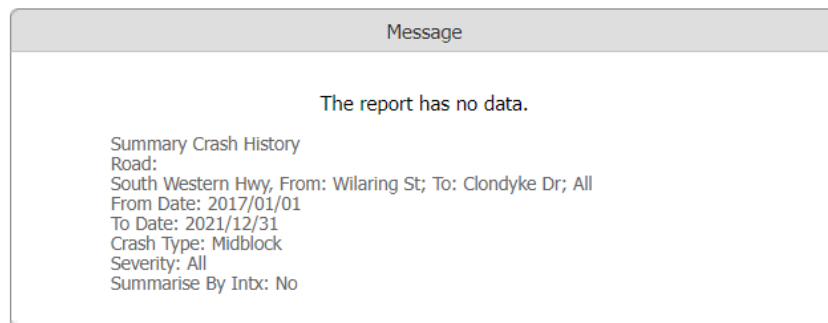 Message
The report has no data.
Summary Crash History
Road:
South Western Hwy, From: Wilaring St; To: Clondyke Dr; All
From Date: 2017/01/01
To Date: 2021/12/31
Crash Type: Midblock
Severity: All
Summarise By Intx: No